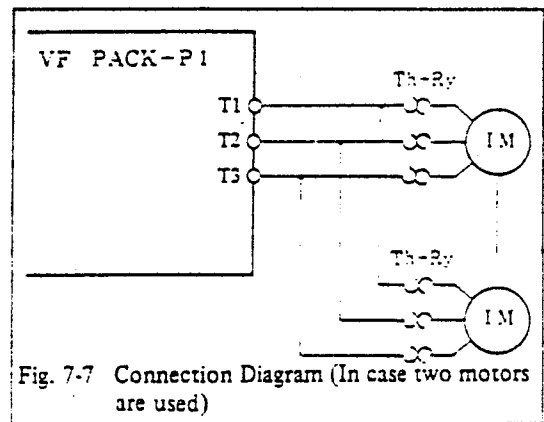 VF PACK-P1
Th-Ry
T1
T2
IM
T3
Th-Ry
IM
Fig. 7-7 Connection Diagram (In case two motors
are used)